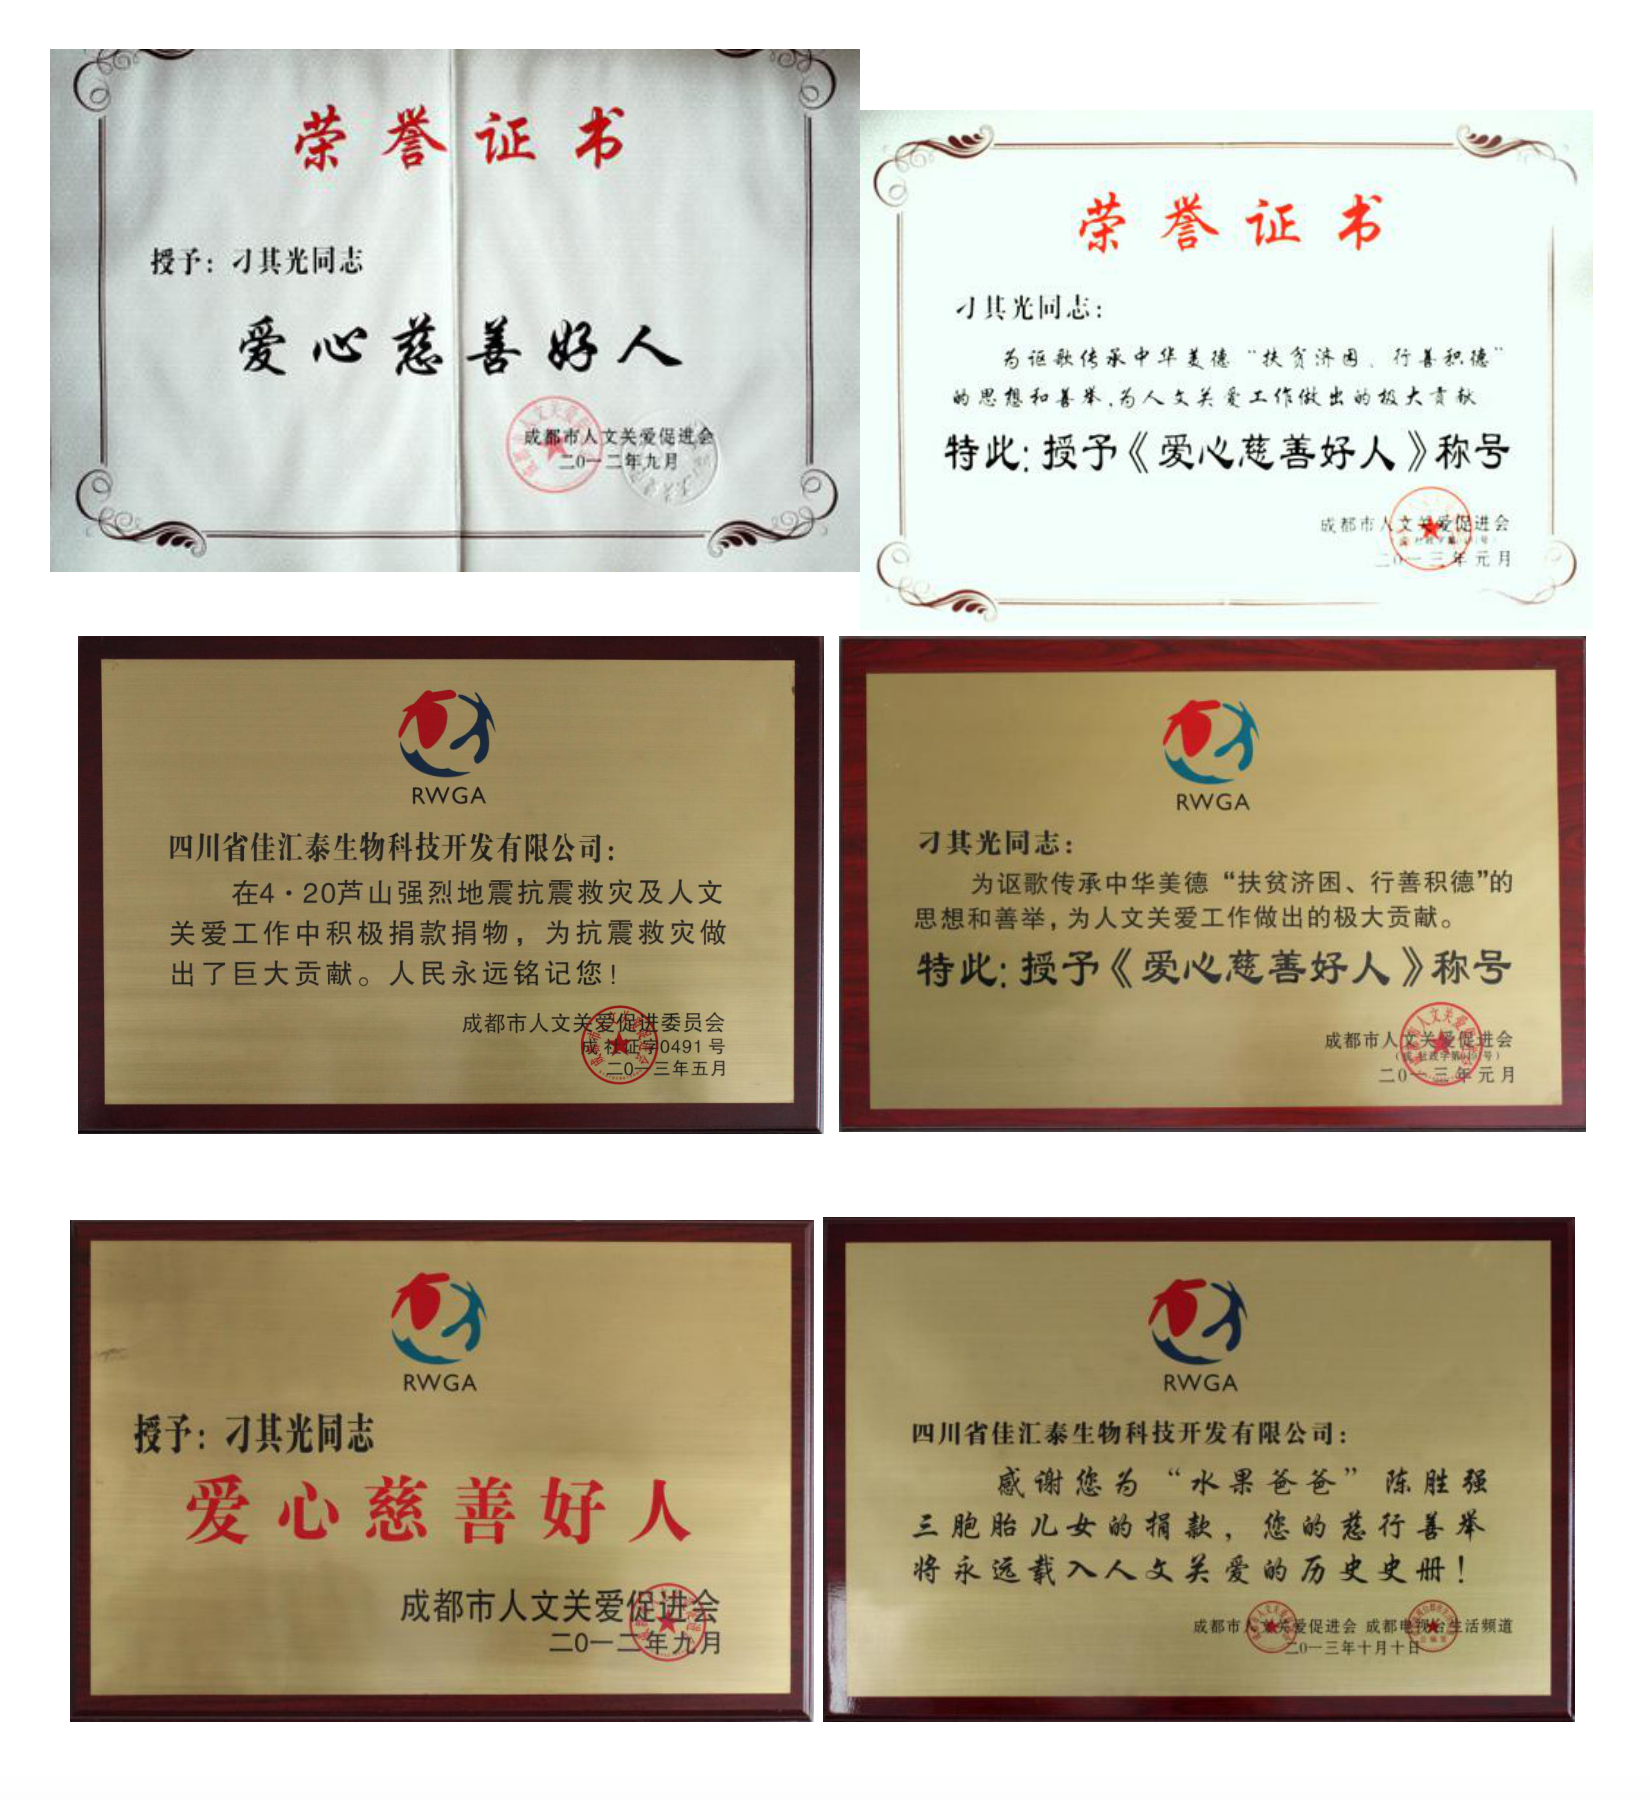 荣誉证书
授予：刁其光同志
爱心慈善好人
成都市人文关爱促进会
二0一二年九月
荣誉证书
刁其光同志：
为讴歌传承中华美德“扶贫济困、行善积德”
的思想和善举,为人文关爱工作做出的极大贡献
特此:授予《爱心慈善好人》称号
成都市人文关爱促进会
二0一三年元月
RWGA
四川省佳汇泰生物科技开发有限公司：
在4·20芦山强烈地震抗震救灾及人文
关爱工作中积极捐款捐物，为抗震救灾做
出了巨大贡献。人民永远铭记您！
成都市人文关爱促进委员会
成社证字0491号
二0一三年五月
RWGA
刁其光同志：
为讴歌传承中华美德“扶贫济困、行善积德”的
思想和善举,为人文关爱工作做出的极大贡献。
特此:授予《爱心慈善好人》称号
成都市人文关爱促进会
二0一三年元月
RWGA
授予：刁其光同志
爱心慈善好人
成都市人文关爱促进会
二0一二年九月
RWGA
四川省佳汇泰生物科技开发有限公司：
感谢您为“水果爸爸”陈胜强
三胞胎儿女的捐款，您的慈行善举
将永远载入人文关爱的历史史册！
成都市人文关爱促进会 成都电视台生活频道
二0一三年十月十日